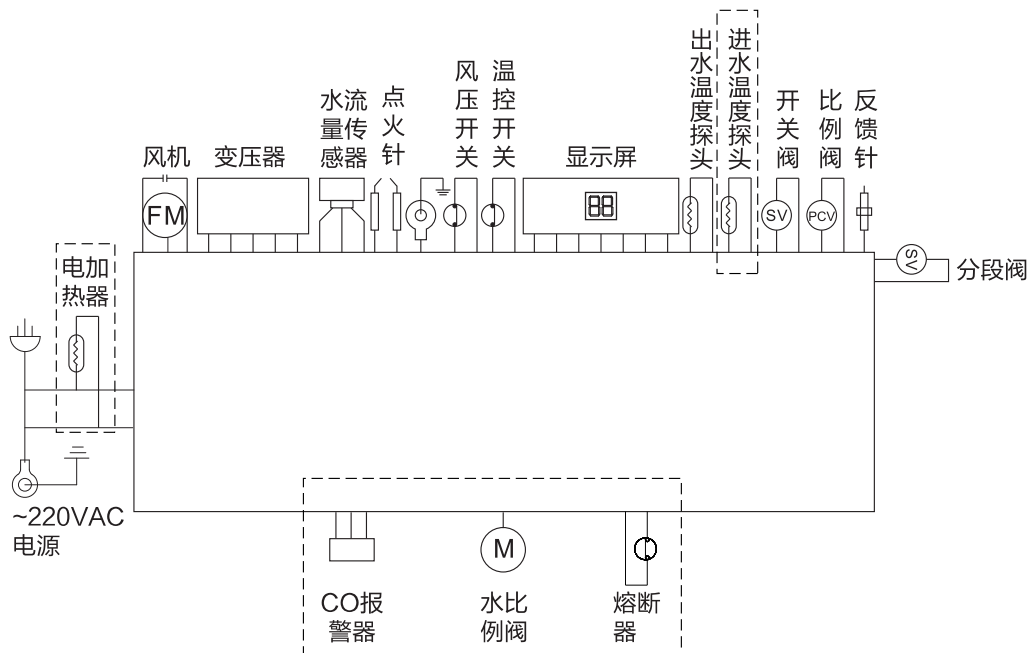 风机
FM
变压器
水流
量传
感器
点火针
风压开关
温控开关
显示屏
88
出水温度探头
进水温度探头
开关阀
SV
比例阀
PCV
反馈针
SV
分段阀
电加
热器
~220VAC
电源
CO报
警器
M
水比
例阀
熔断
器